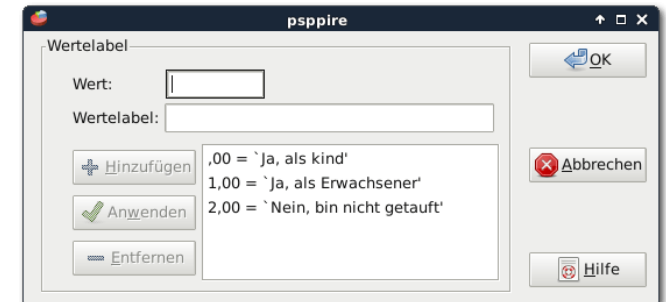 psppire
Wertelabel
OK
Wert:
Wertelabel:
Hinzufügen
,00 = `Ja, als kind'
Abbrechen
1,00 = `Ja, als Erwachsener'
Anwenden
2,00 = `Nein, bin nicht getauft'
Entfernen
Hilfe